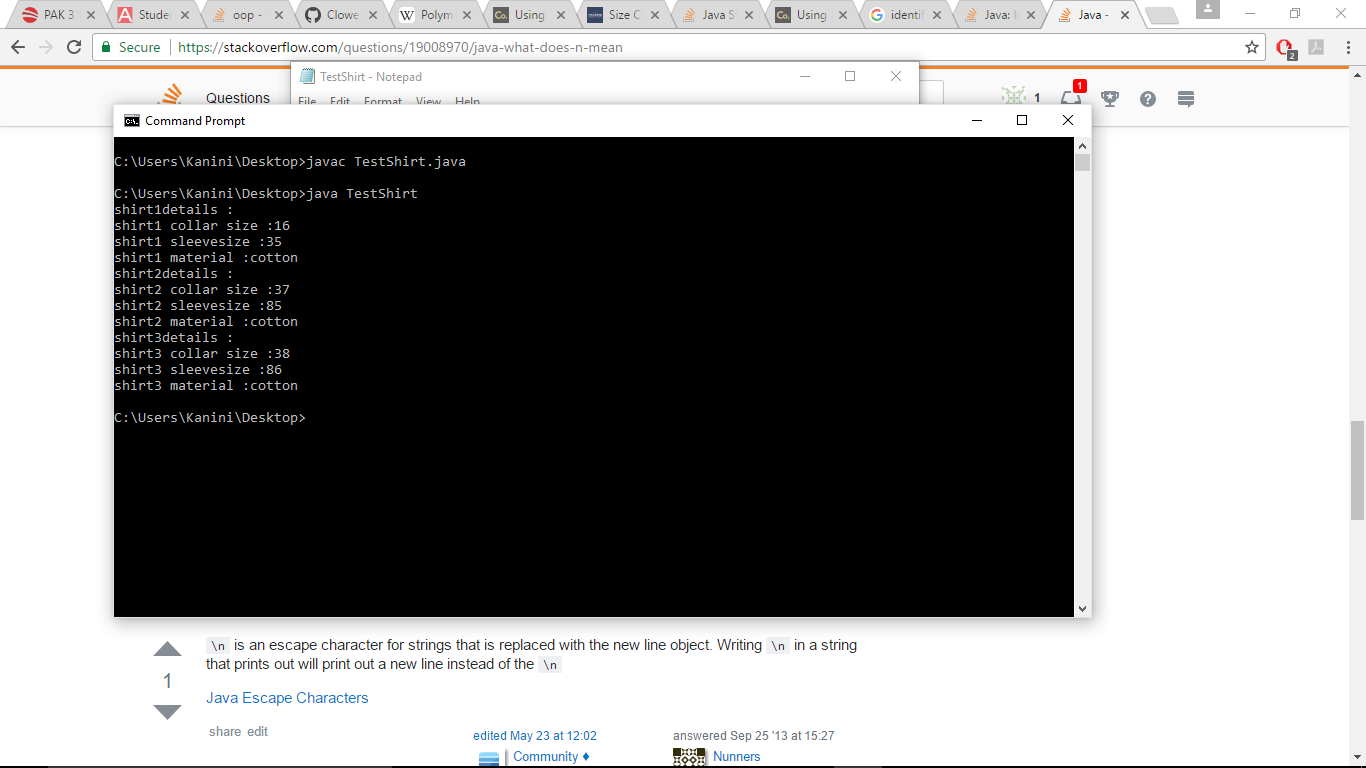 PAK 3
Stude
oop -
Clowe
Polym
Using
Size C
Java S
Using
identif
Java:
Java -
Secure
https://stackoverflow.com/questions/19008970/java-what-does-n-mean
2
TestShirt - Notepad
File Edit Format View Help
Questions
1
1
Command Prompt
C:\Users\Kanini\Desktop>javac TestShirt.java
C:\Users\Kanini\Desktop>java TestShirt
shirt1details :
shirt1 collar size :16
shirt1 sleevesize :35
shirt1 material :cotton
shirt2details :
shirt2 collar size :37
shirt2 sleevesize :85
shirt2 material :cotton
shirt3details :
shirt3 collar size :38
shirt3 sleevesize :86
shirt3 material :cotton
C:\Users\Kanini\Desktop>
\n is an escape character for strings that is replaced with the new line object. Writing \n in a string
that prints out will print out a new line instead of the \n
1
Java Escape Characters
share edit
edited May 23 at 12:02
answered Sep 25 '13 at 15:27
Community ♦
Nunners